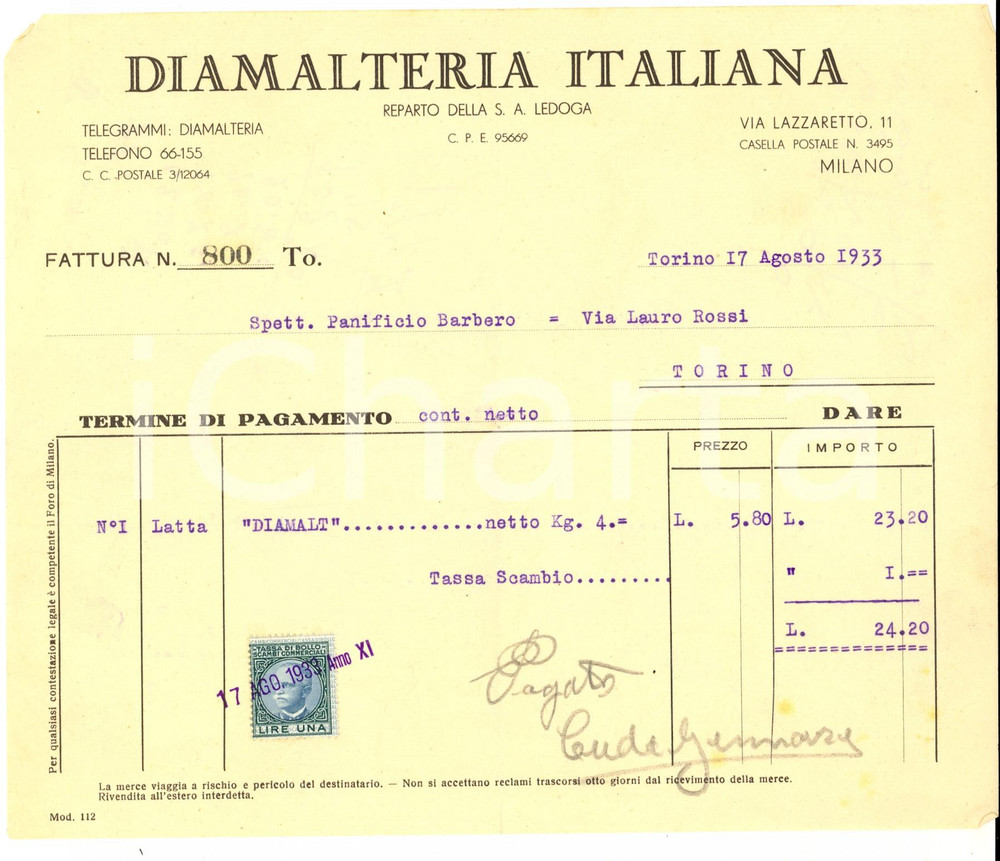 DIAMALTERIA ITALIANA
REPARTO DELLA S. A. LEDOGA
C. P. E. 95669
TELEGRAMMI: DIAMALTERIA
TELEFONO 66-155
C. C. POSTALE 3/12064
VIA LAZZARETTO, 11
CASELLA POSTALE N. 3495
MILANO
FATTURA N. 800 To.
Torino I7 Agosto I933
Spett. Panificio Barbero = Via Lauro Rossi
TORINO
iCharta
TERMINE DI PAGAMENTO cont. netto DARE
PREZZO IMPORTO
N°I Latta "DIAMALT".............netto Kg. 4.= L. 5.80 L. 23.20
Tassa Scambio......... " I.==
L. 24.20
TASSA DI BOLLO
SCAMBI COMMERCIALI
LIRE UNA
17 AGO. 1933 Anno XI
Pagato
Per qualsiasi contestazione legale è competente il Foro di Milano.
La merce viaggia a rischio e pericolo del destinatario. — Non si accettano reclami trascorsi otto giorni dal ricevimento della merce.
Rivendita all'estero interdetta.
Mod. 112